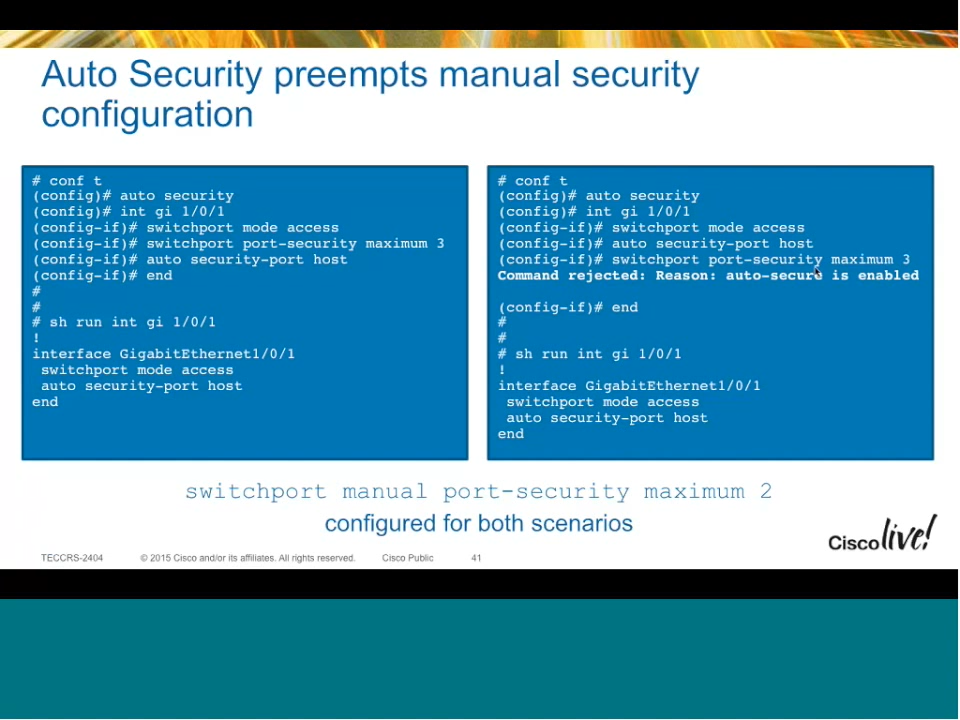 Auto Security preempts manual security
configuration
# conf t
(config)# auto security
(config)# int gi 1/0/1
(config-if)# switchport mode access
(config-if)# switchport port-security maximum 3
(config-if)# auto security-port host
(config-if)# end
#
#
# sh run int gi 1/0/1
!
interface GigabitEthernet1/0/1
switchport mode access
auto security-port host
end
# conf t
(config)# auto security
(config)# int gi 1/0/1
(config-if)# switchport mode access
(config-if)# auto security-port host
(config-if)# switchport port-security maximum 3
Command rejected: Reason: auto-secure is enabled
(config-if)# end
#
#
# sh run int gi 1/0/1
!
interface GigabitEthernet1/0/1
switchport mode access
auto security-port host
end
switchport manual port-security maximum 2
configured for both scenarios
Cisco live!
TECCRS-2404 © 2015 Cisco and/or its affiliates. All rights reserved. Cisco Public 41